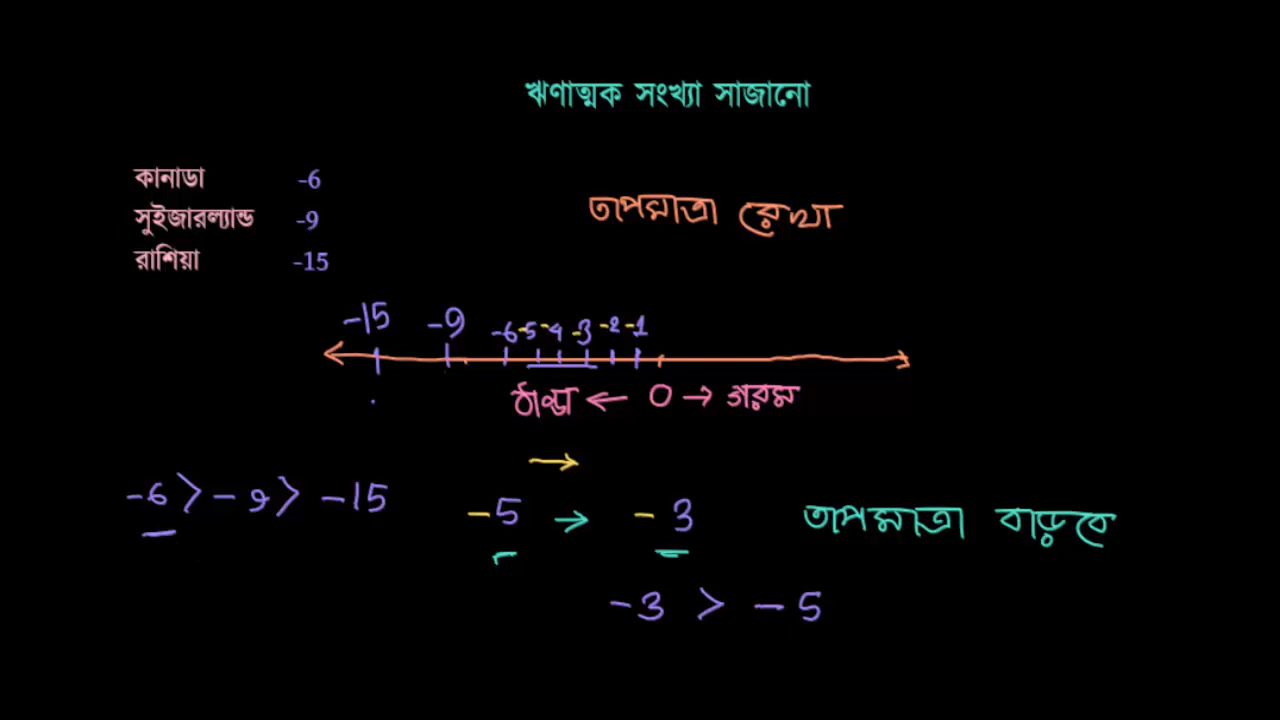 ঋণাত্মক সংখ্যা সাজানো
কানাডা -6
সুইজারল্যান্ড -9
রাশিয়া -15
তাপমাত্রা রেখা
-15 -9 -6 -5 -4 -3 -2 -1
ঠান্ডা ← 0 → গরম
-6 > -9 > -15
-5 → -3 তাপমাত্রা বাড়বে
-3 > -5